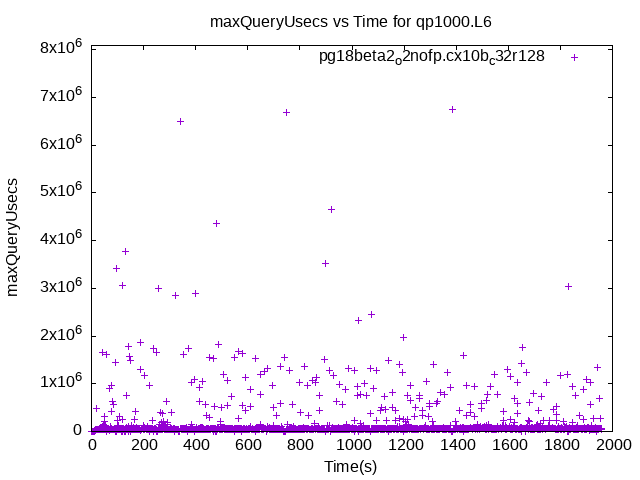 maxQueryUsecs vs Time for qp1000.L6
pg18beta2o2nofp.cx10bc32r128
8x10^6
7x10^6
6x10^6
5x10^6
4x10^6
3x10^6
2x10^6
1x10^6
0
maxQueryUsecs
0 200 400 600 800 1000 1200 1400 1600 1800 2000
Time(s)